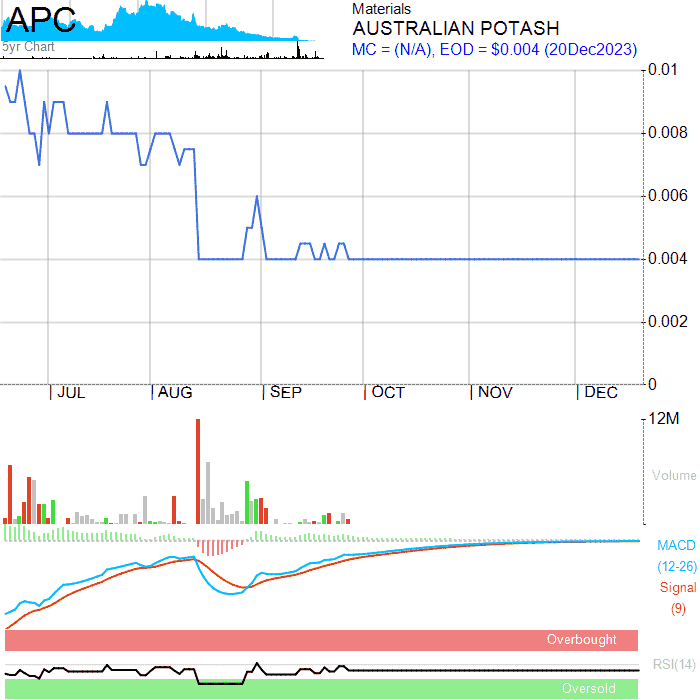 APC
5yr Chart
Materials
AUSTRALIAN POTASH
MC = (N/A), EOD = $0.004 (20Dec2023)
0.01
0.008
0.006
0.004
0.002
0
JUL AUG SEP OCT NOV DEC
12M
Volume
MACD
(12-26)
Signal
(9)
Overbought
RSI(14)
Oversold